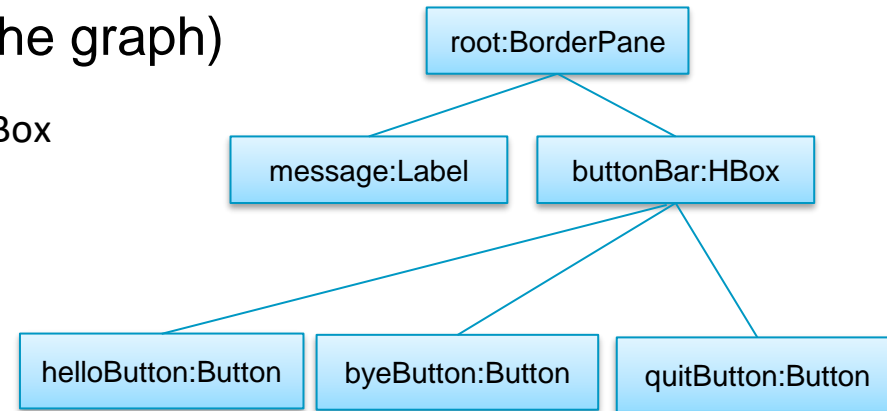 he graph)
root:BorderPane
Box
message:Label
buttonBar:HBox
helloButton:Button
byeButton:Button
quitButton:Button